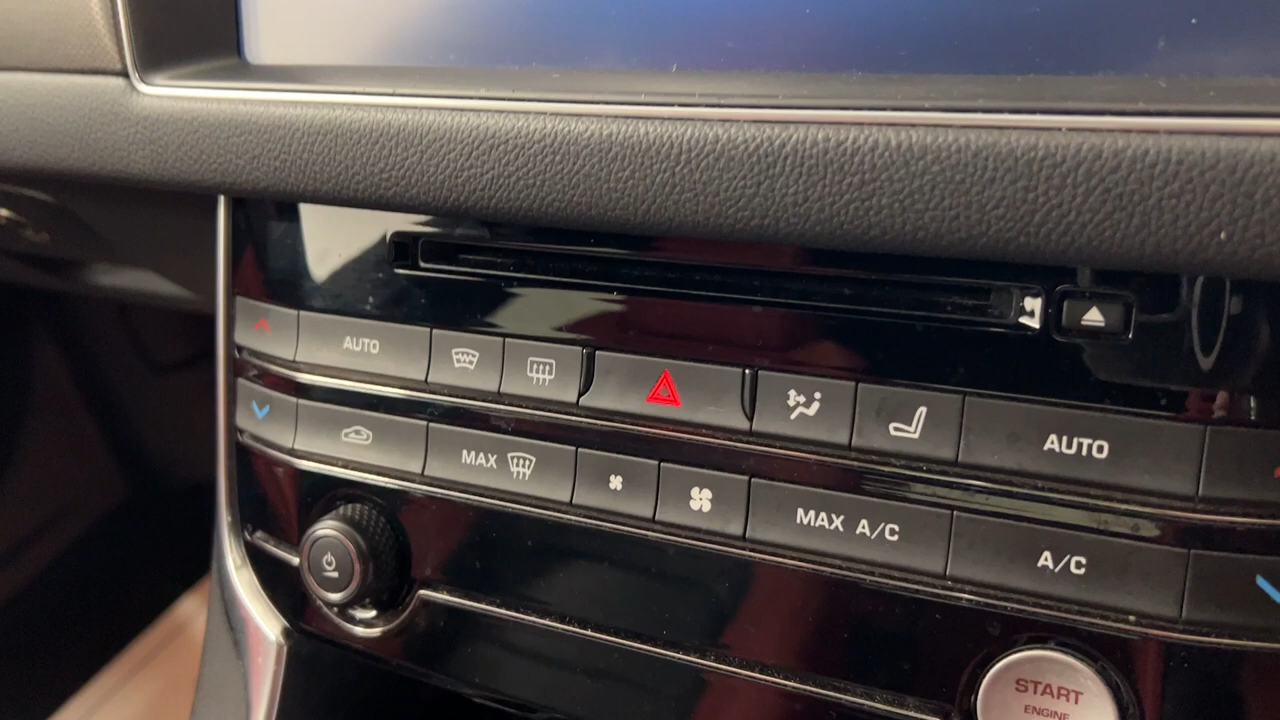 AUTO
AUTO
MAX
MAX A/C
A/C
START
ENGINE